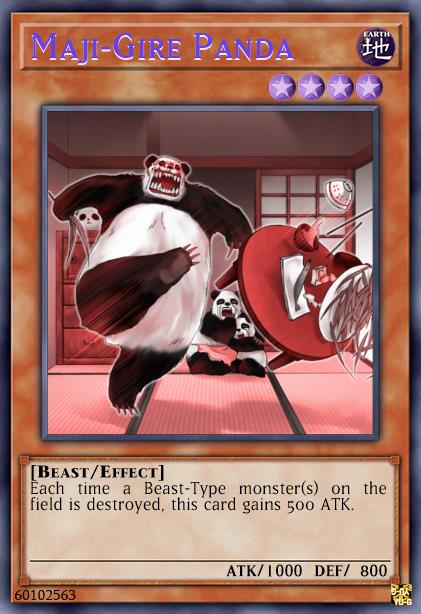 Maji-Gire Panda
EARTH
地
[Beast/Effect]
Each time a Beast-Type monster(s) on the
field is destroyed, this card gains 500 ATK.
ATK/1000 DEF/ 800
60102563